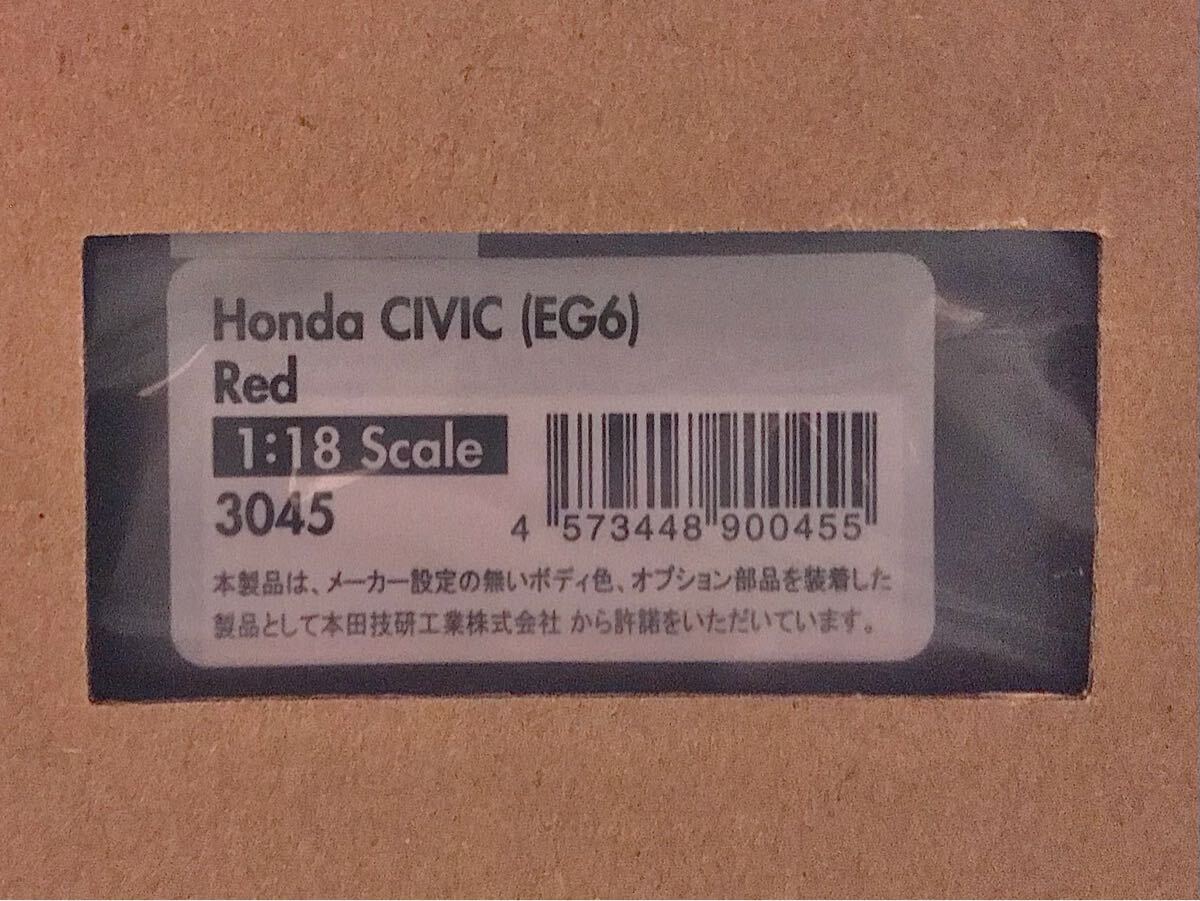 Honda CIVIC (EG6)
Red
1:18 Scale
3045
4 573448 900455
本製品は、メーカー設定の無いボディ色、オプション部品を装着した
製品として本田技研工業株式会社 から許諾をいただいています。